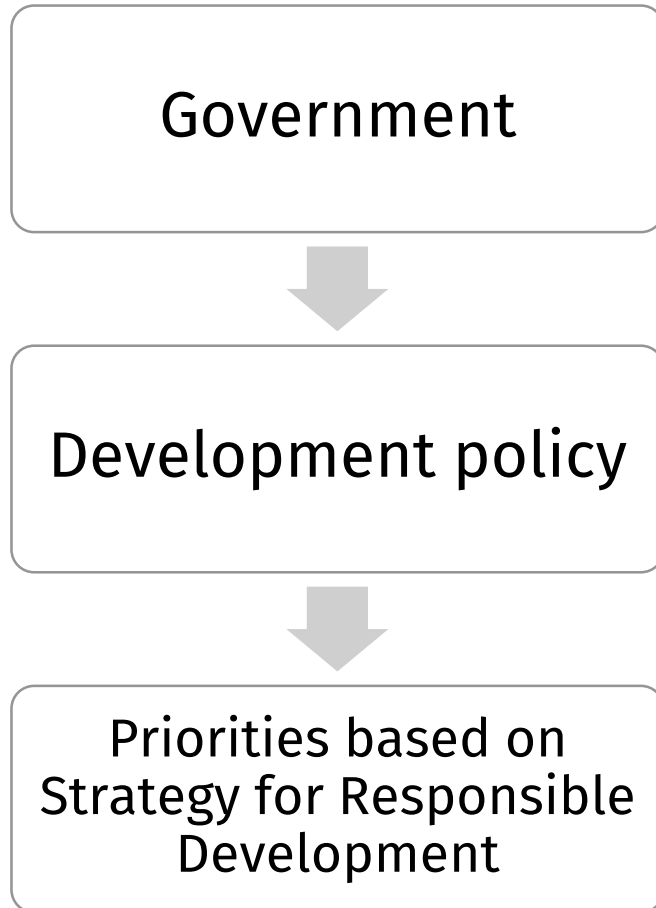 Government
Development policy
Priorities based on
Strategy for Responsible
Development